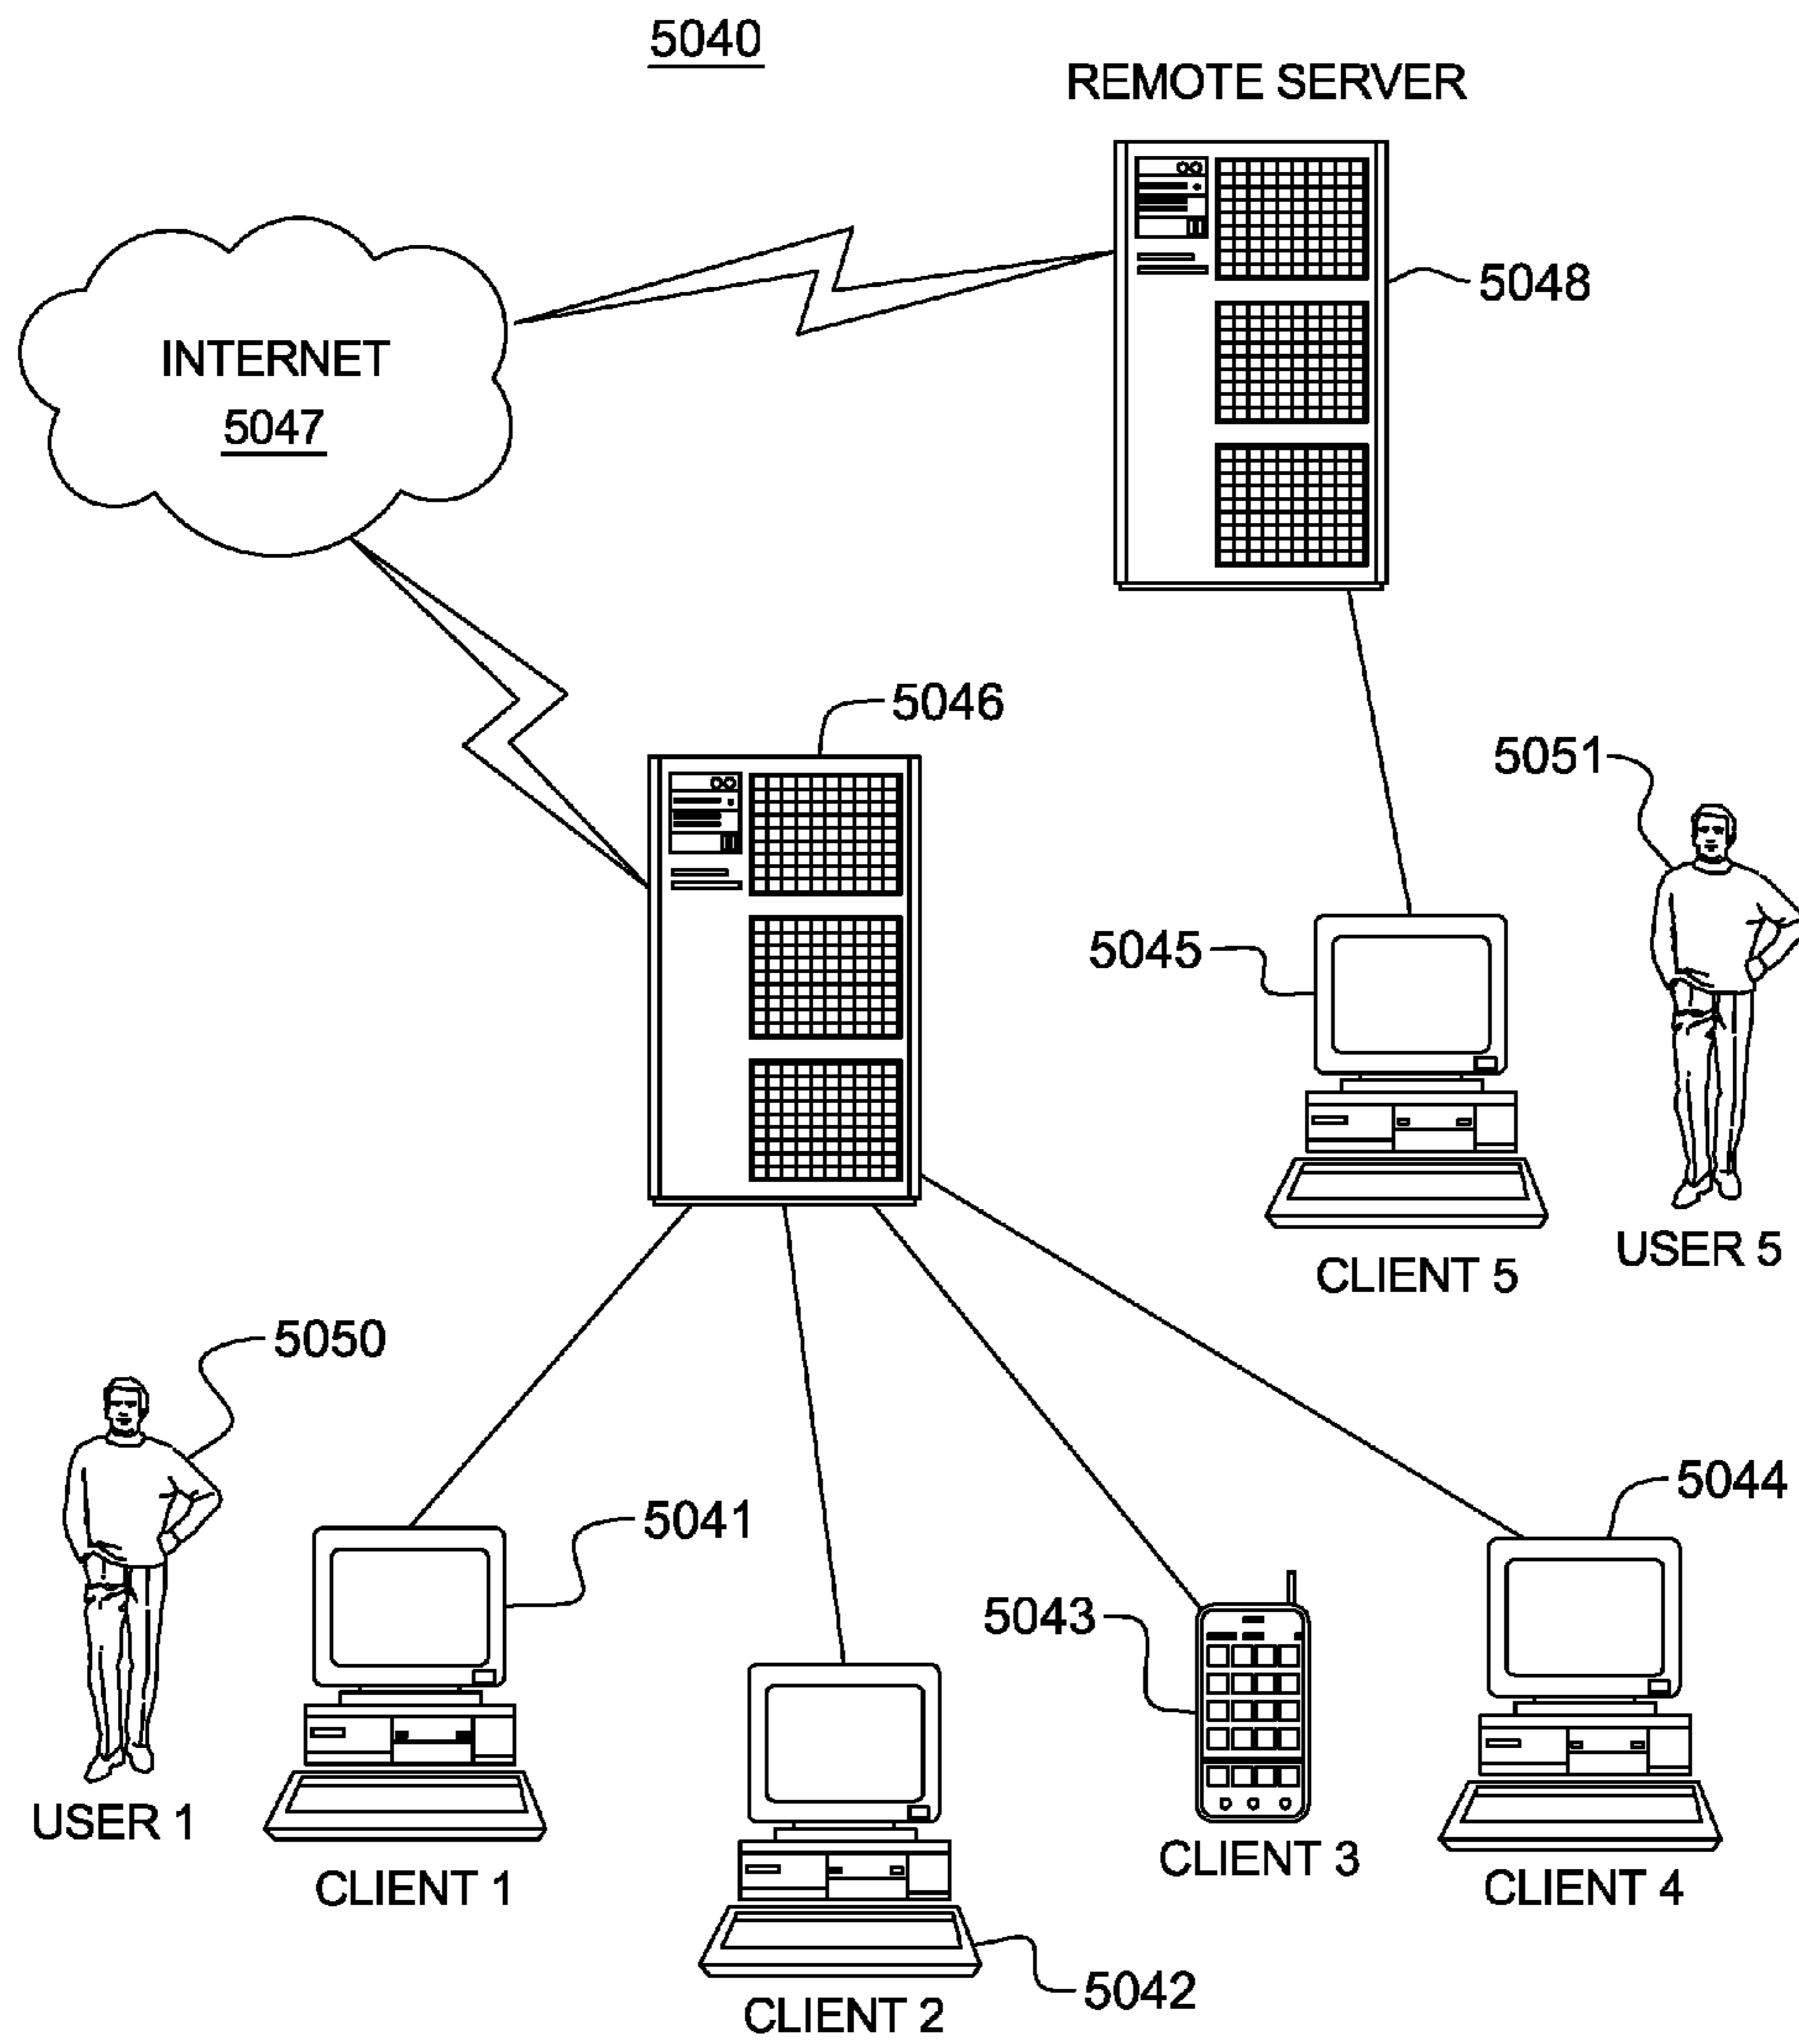 5040
REMOTE SERVER
5048
INTERNET
5047
5046
5051
5045
USER 5
CLIENT 5
5050
5044
5041
5043
USER 1
CLIENT 1
CLIENT 3
CLIENT 4
5042
CLIENT 2